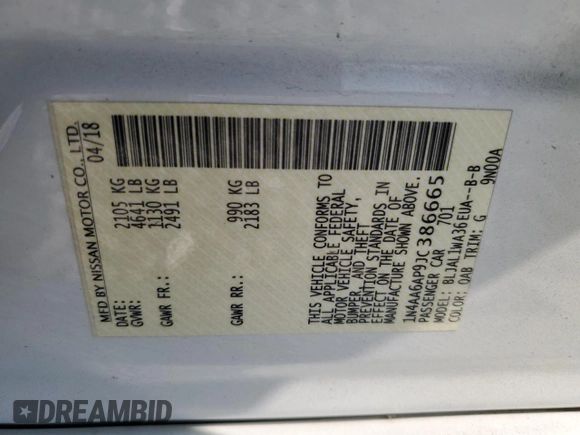 MFD BY NISSAN MOTOR CO., LTD.
DATE: 04/18
GVWR: 2105 KG
4641 LB
GAWR FR: 1130 KG
2491 LB
GAWR RR: 990 KG
2183 LB
THIS VEHICLE CONFORMS TO
ALL APPLICABLE FEDERAL
MOTOR VEHICLE SAFETY,
BUMPER, AND THEFT
PREVENTION STANDARDS IN
EFFECT ON THE DATE OF
MANUFACTURE SHOWN ABOVE.
1N4AA6AP9JC386665
PASSENGER CAR 701
MODEL: BLJAL1WA36EUA--B-B
COLOR: QAB TRIM: G 9N00A
DREAMBID